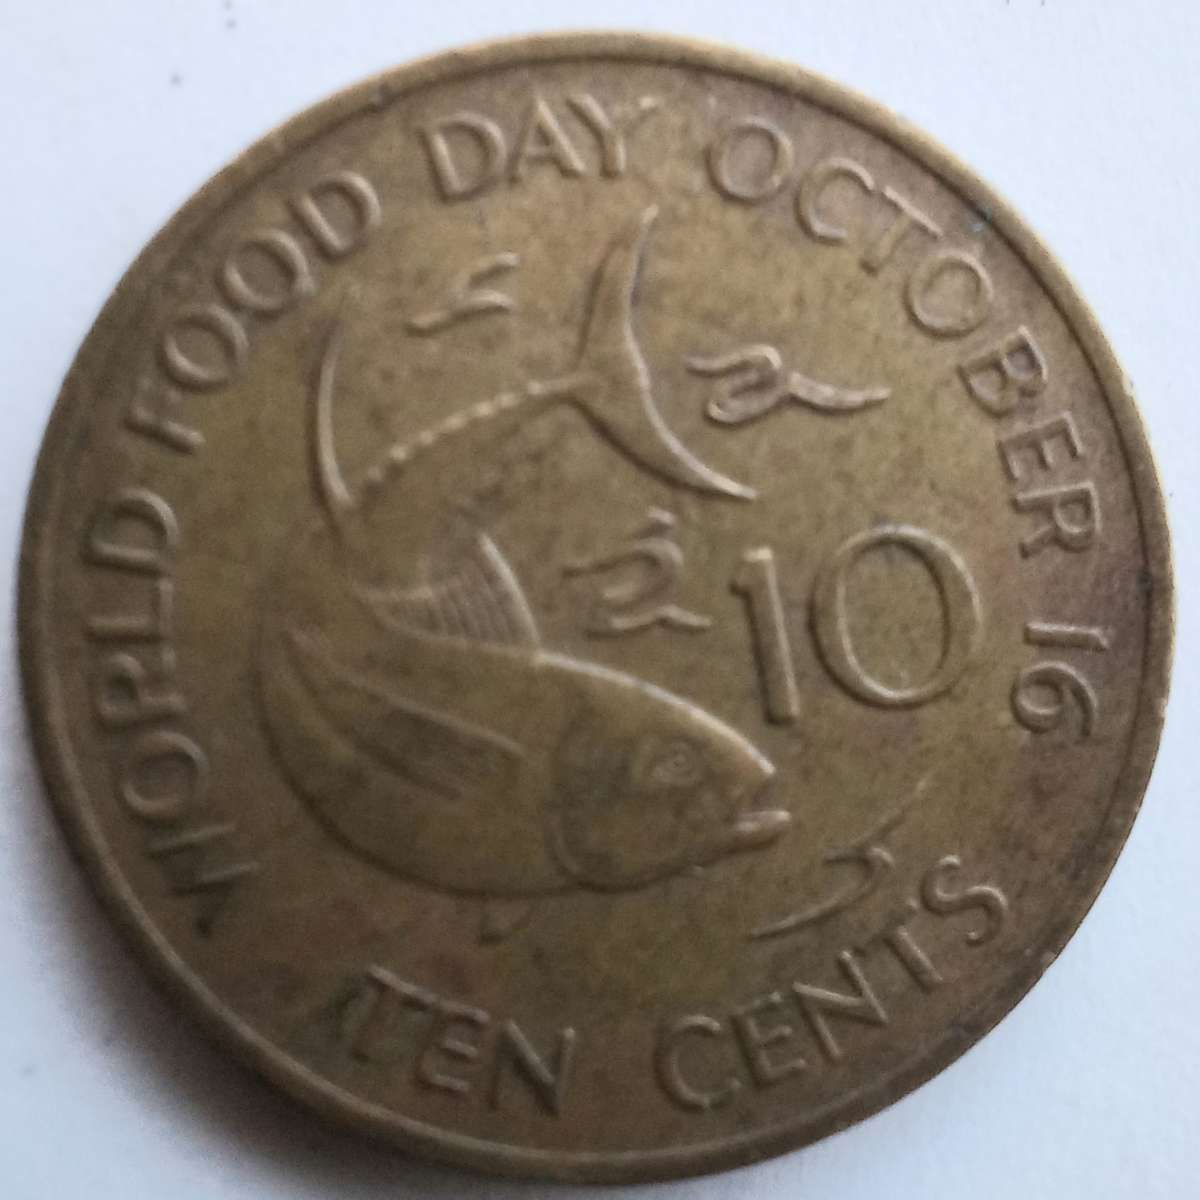 WORLD FOOD DAY OCTOBER 16
10
TEN CENTS